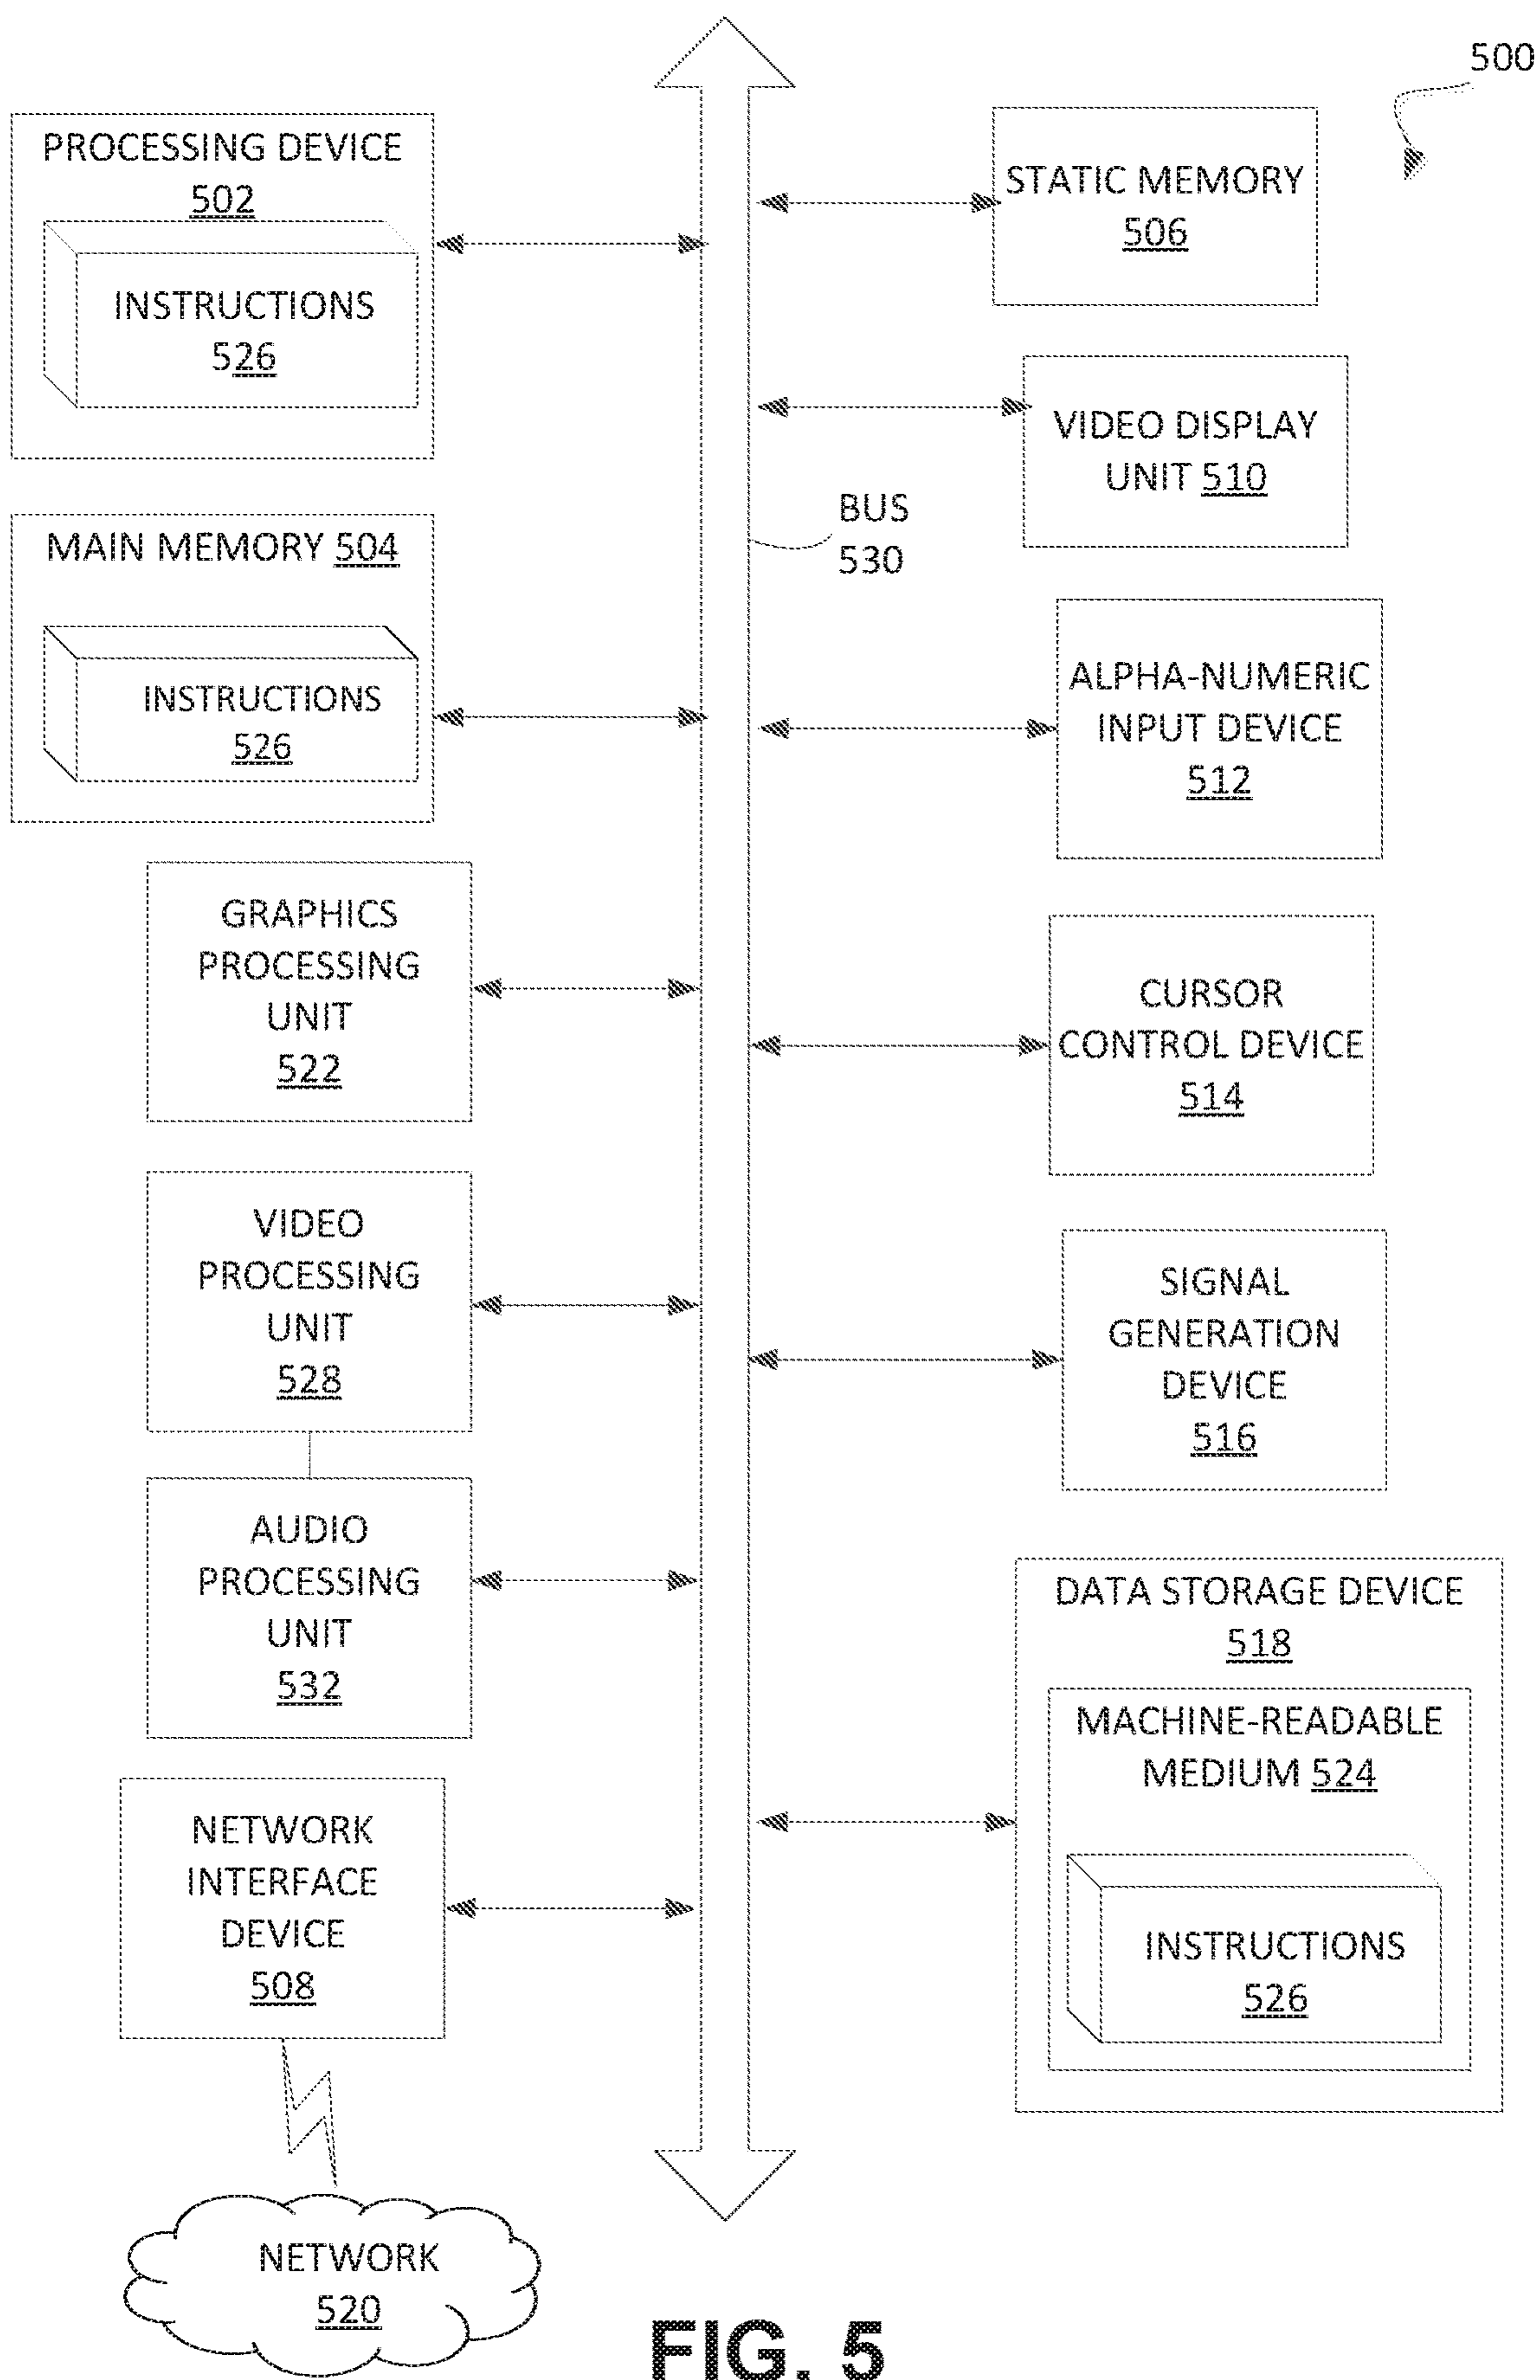 500
PROCESSING DEVICE
502
INSTRUCTIONS
526
STATIC MEMORY
506
VIDEO DISPLAY
UNIT 510
BUS
530
MAIN MEMORY 504
INSTRUCTIONS
526
ALPHA-NUMERIC
INPUT DEVICE
512
GRAPHICS
PROCESSING
UNIT
522
CURSOR
CONTROL DEVICE
514
VIDEO
PROCESSING
UNIT
528
SIGNAL
GENERATION
DEVICE
516
AUDIO
PROCESSING
UNIT
532
DATA STORAGE DEVICE
518
MACHINE-READABLE
MEDIUM 524
INSTRUCTIONS
526
NETWORK
INTERFACE
DEVICE
508
NETWORK
520
FIG. 5